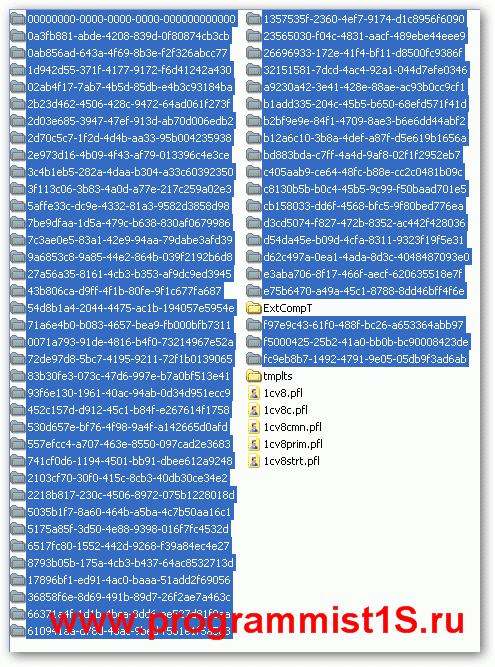 00000000-0000-0000-0000-000000000000
0a3fb881-abde-4208-839d-0f80874cb3cb
0ab856ad-643a-4f69-8b3e-f2f326abcc77
1d942d55-371f-4177-9172-f6d41242a430
02ab4f17-7ab7-4b5d-85db-e4b3c93184ba
2b23d462-4506-428c-9472-64ad061f273f
2d03e685-3947-47ef-913d-ab70d006edb2
2d70c5c7-1f2d-4d4b-aa33-95b004235938
2e973d16-4b09-4f43-af79-013396c4e3ce
3c4b1eb5-282a-4daa-b304-a33c60392350
3f113c06-3b83-4a0d-a77e-217c259a02e3
5affe33c-dc9e-4332-81a3-9582d3858d98
7be9dfaa-1d5a-479c-b638-830af0679986
7c3ae0e5-83a1-42e9-94aa-79dabe3afd39
9a6853c8-9a85-44e2-864b-039f2192b6d8
27a56a35-8161-4cb3-b353-af9dc9ed3945
43b806ca-d9ff-4f1b-80fe-9f1c677fa687
54d8b1a4-2044-4475-ac1b-194057e5954e
71a6e4b0-b083-4657-bea9-fb000bfb7311
0071a793-91de-4816-b4f0-73214967e52a
72de97d8-5bc7-4195-9211-72f1b0139065
83b30fe3-073c-47d6-997e-b7a0bf513e41
93f6e130-1961-40ac-94ab-0d34d951ecc9
452c157d-d912-45c1-b84f-e267614f1758
530d657e-bf76-4f98-9a4f-a142665d0afd
557efcc4-a707-463e-8550-097cad2e3683
741cf0d6-1194-4501-bb91-dbee612a9248
2103cf70-30f0-415c-8cb3-40db30ce34e2
2218b817-230c-4506-8972-075b1228018d
5035b1f7-8a60-464b-a5ba-4c7b50aa16c1
5175a85f-3d50-4e88-9398-016f7fc4532d
6517fc80-1552-442d-9268-f39a84ec4e27
8793b05b-175a-4cb3-b437-64ac8532713d
17896bf1-ed91-4ac0-baaa-51add2f69056
36858f6e-8d69-491b-89d7-26f2ae7a463c
1357535f-2360-4ef7-9174-d1c8956f6090
23565030-f04c-4831-aacf-489ebe44eee9
26696933-172e-41f4-bf11-d8500fc9386f
32151581-7dcd-4ac4-92a1-044d7efe0346
a9230a42-3e41-428e-88ae-ac93b0cc9cf1
b1add335-204c-45b5-b650-68efd571f41d
b2bf9e9e-84f1-4709-8ae3-b6e6dd44abf2
b12a6c10-3b8a-4def-a87f-d5e619b1656a
bd883bda-c7ff-4a4d-9af8-02f1f2952eb7
c405aab9-ce64-48fc-b88e-cc2c0481b09c
c8130b5b-b0c4-45b5-9c99-f50baad701e5
cb158033-dd6f-4568-bfc5-9f80bed776ea
d3cd5074-f827-472b-8352-ac442f428036
d54da45e-b09d-4cfa-8311-9323f19f5e31
d62c497a-0ea1-4ada-8d3c-4048487093e0
e3aba706-8f17-466f-aecf-620635518e7f
e75b6470-a49a-45c1-8788-8dd46bff4f6e
ExtCompT
f97e9c43-61f0-488f-bc26-a653364abb97
f5000425-25b2-41a0-bb0b-bc90008423de
fc9eb8b7-1492-4791-9e05-05db9f3ad6ab
tmplts
1cv8.pfl
1cv8c.pfl
1cv8cmn.pfl
1cv8prim.pfl
1cv8strt.pfl
www.programmist1S.ru